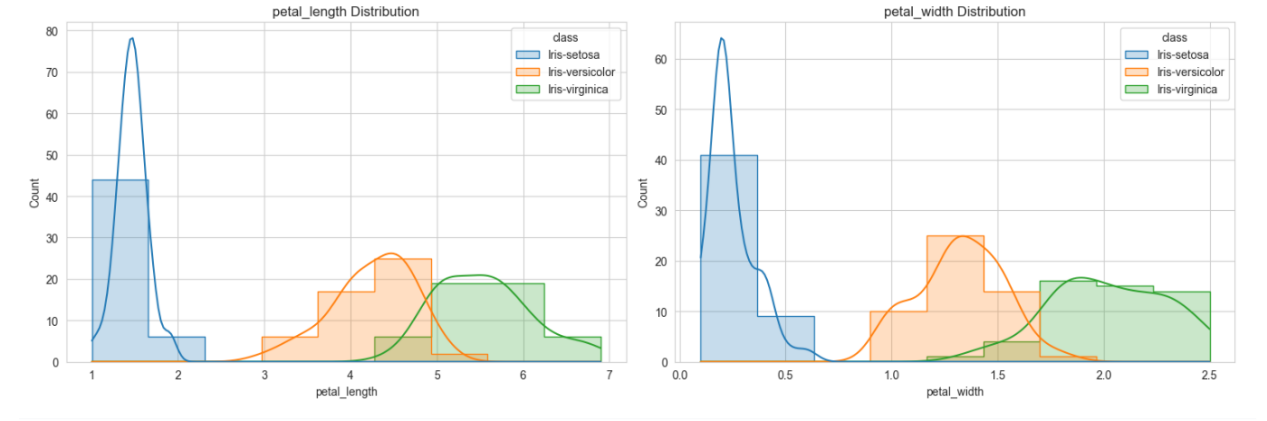 petal_length Distribution
80
70
60
50
40
30
20
10
0
Count
class
Iris-setosa
Iris-versicolor
Iris-virginica
1 2 3 4 5 6 7
petal_length
petal_width Distribution
60
50
40
30
20
10
0
Count
class
Iris-setosa
Iris-versicolor
Iris-virginica
0.0 0.5 1.0 1.5 2.0 2.5
petal_width